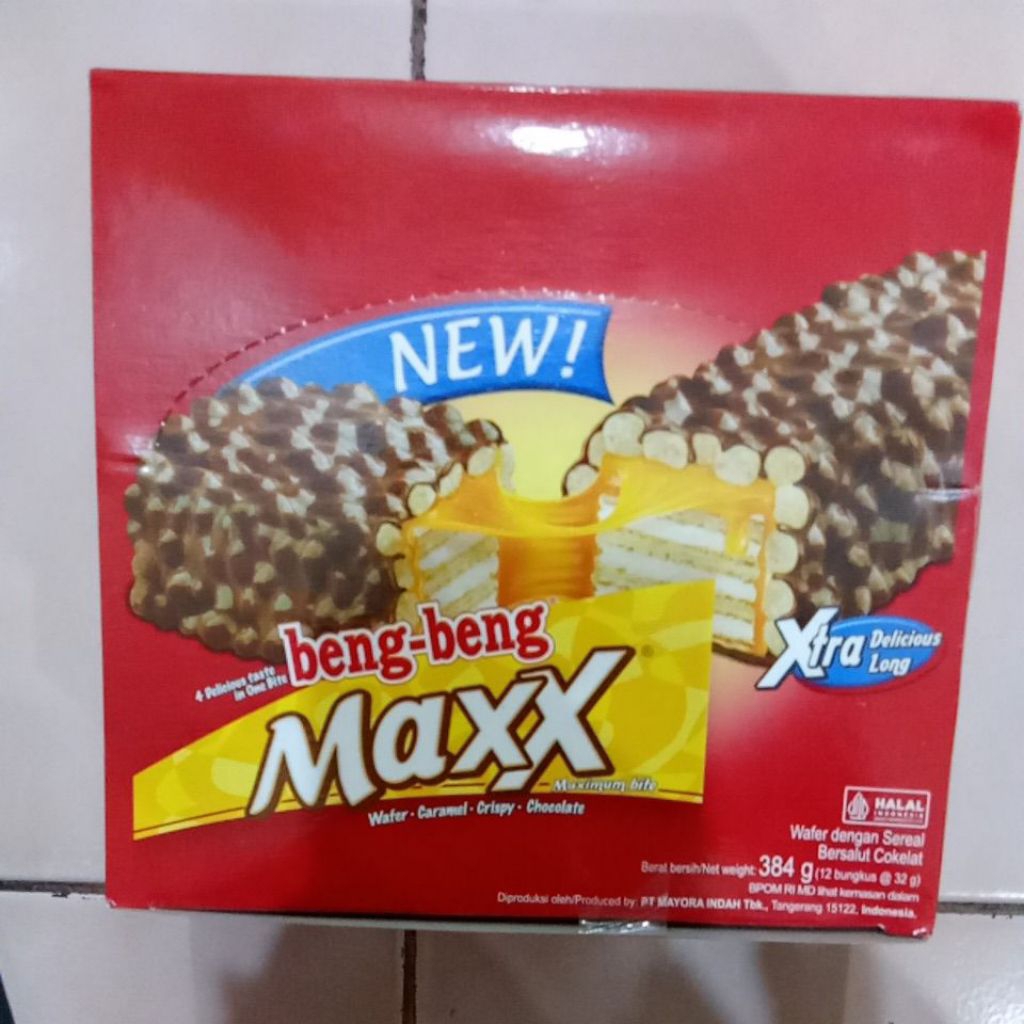 NEW!
beng-beng
4 Delicious taste
in One Bite
Maxx
Maximum bite
Wafer · Caramel · Crispy · Chocolate
Xtra Delicious
Long
HALAL
INDONESIA
Wafer dengan Sereal
Bersalut Cokelat
Berat bersih/Net weight: 384 g (12 bungkus @ 32 g)
BPOM RI MD lihat kemasan dalam
Diproduksi oleh/Produced by: PT MAYORA INDAH Tbk., Tangerang 15122, Indonesia.